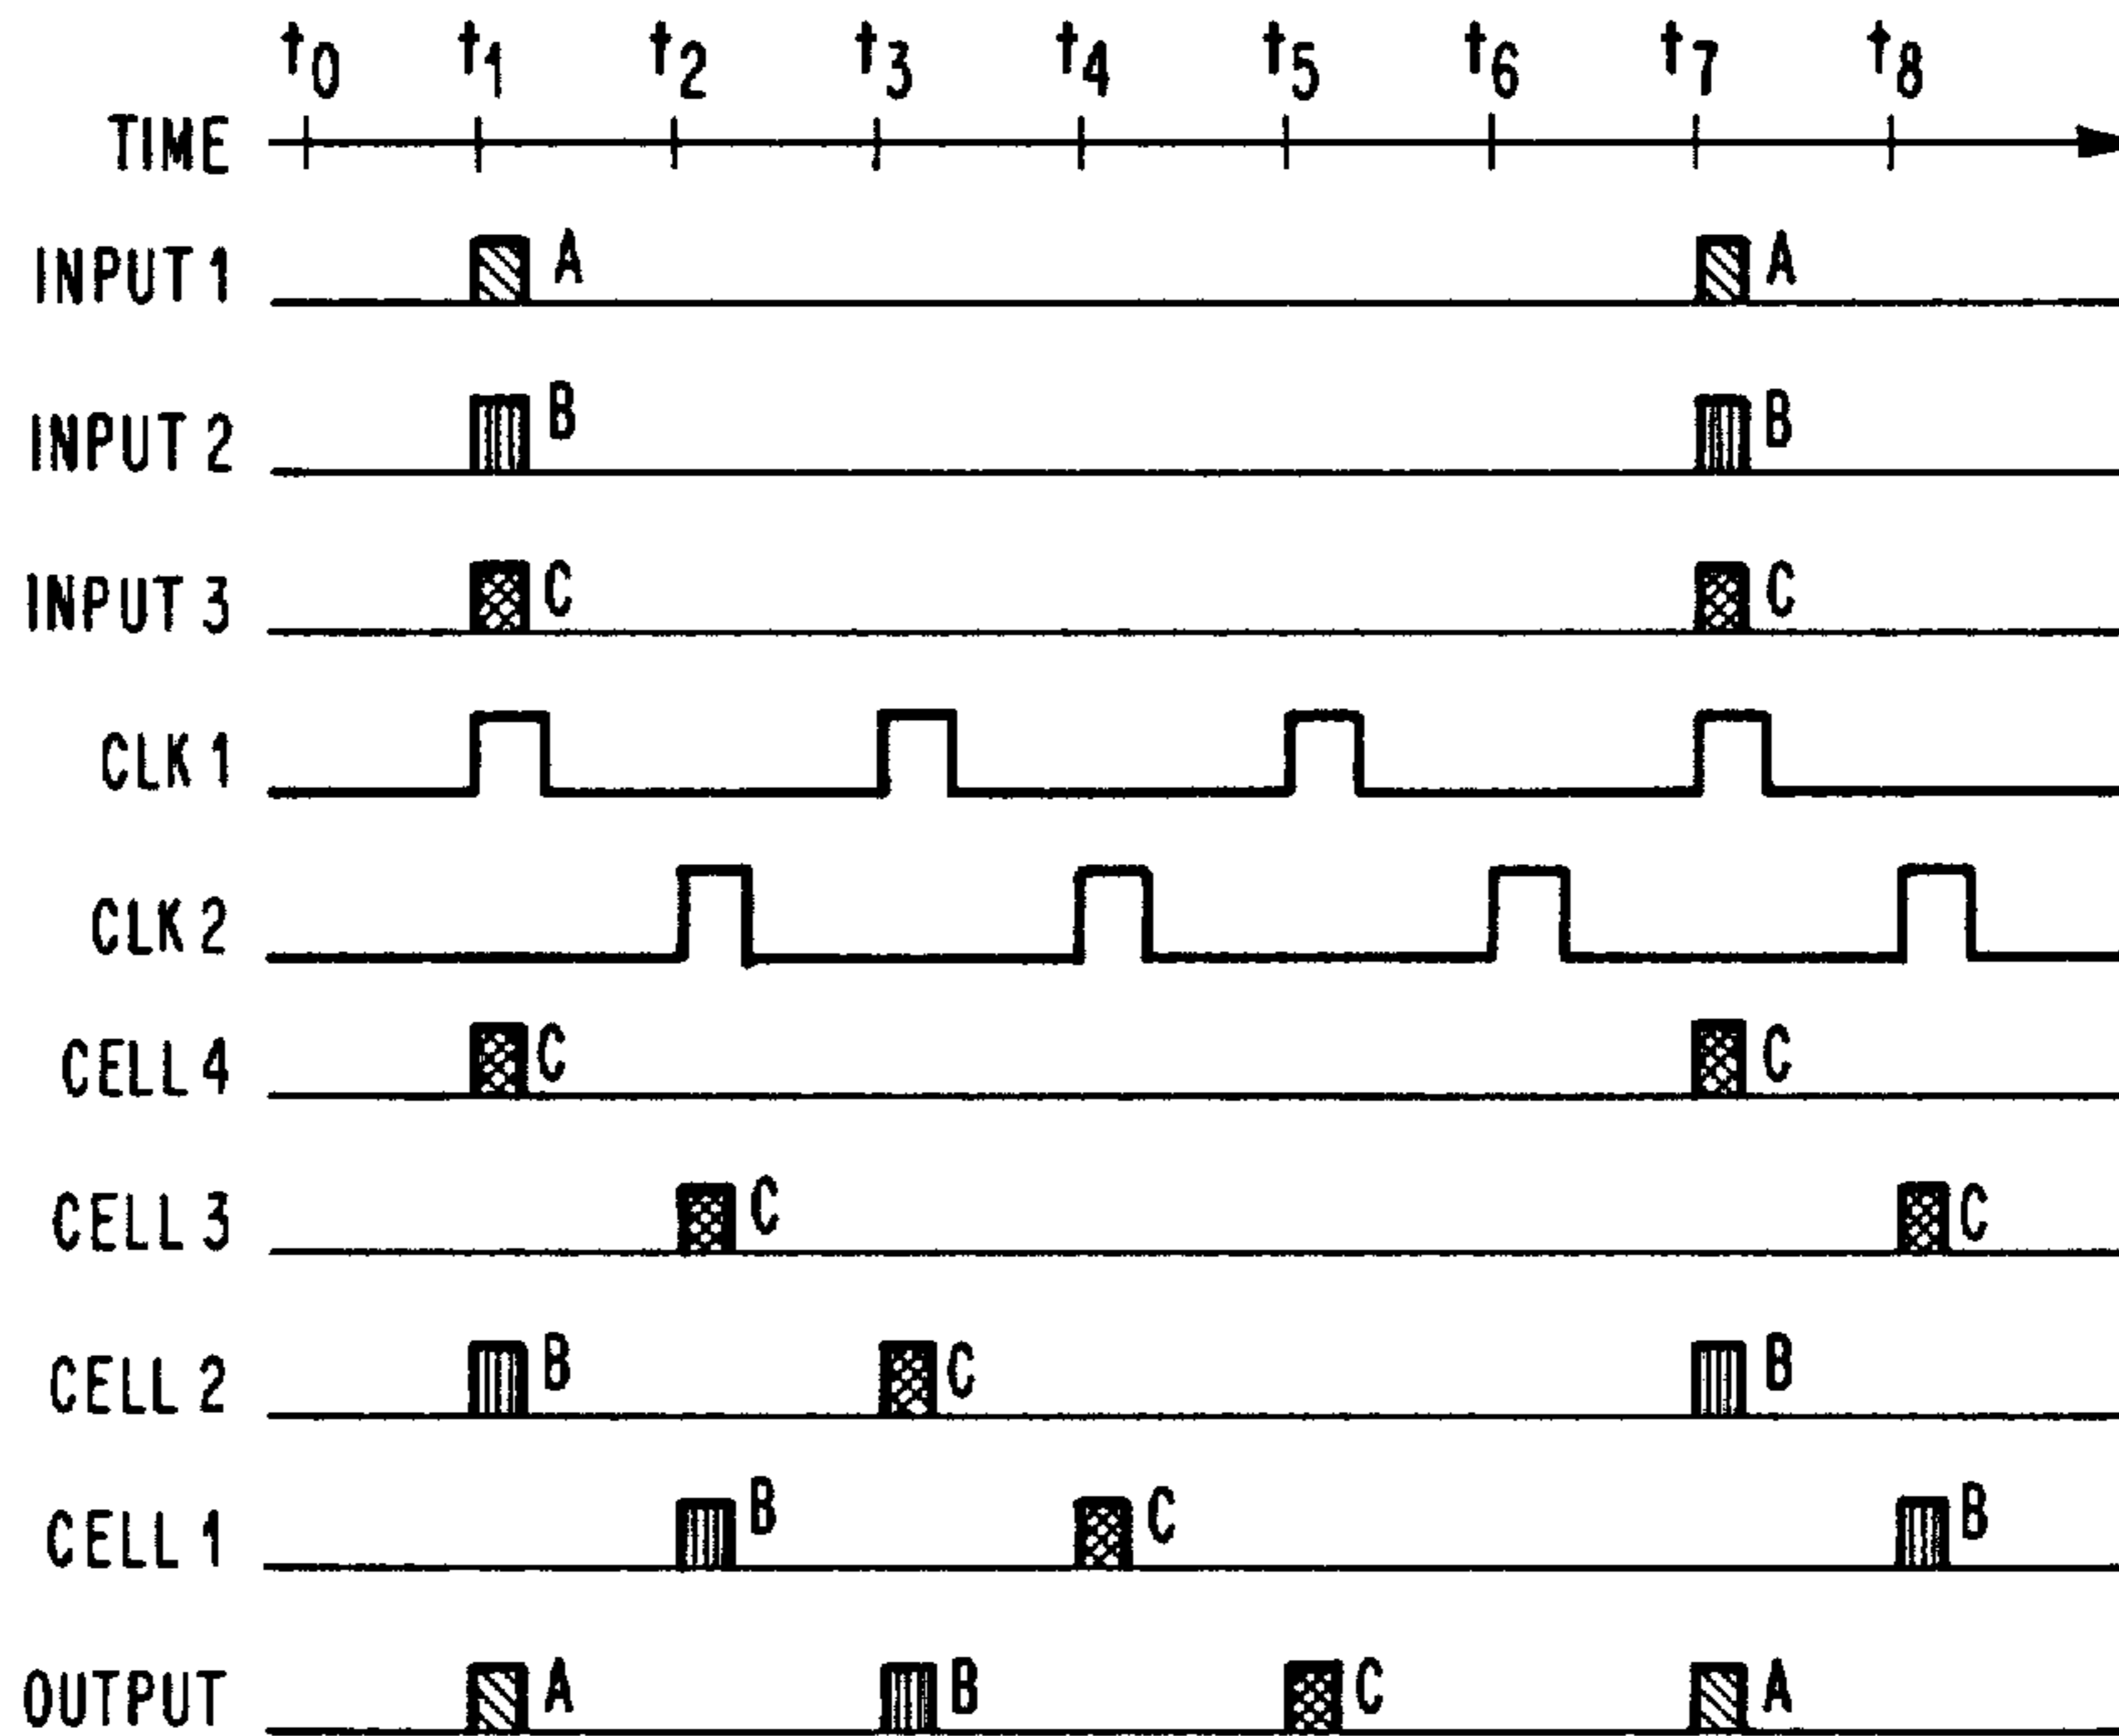 t0 t1 t2 t3 t4 t5 t6 t7 t8
TIME
INPUT 1 A A
INPUT 2 B B
INPUT 3 C C
CLK 1
CLK 2
CELL 4 C C
CELL 3 C C
CELL 2 B C B
CELL 1 B C B
OUTPUT A B C A